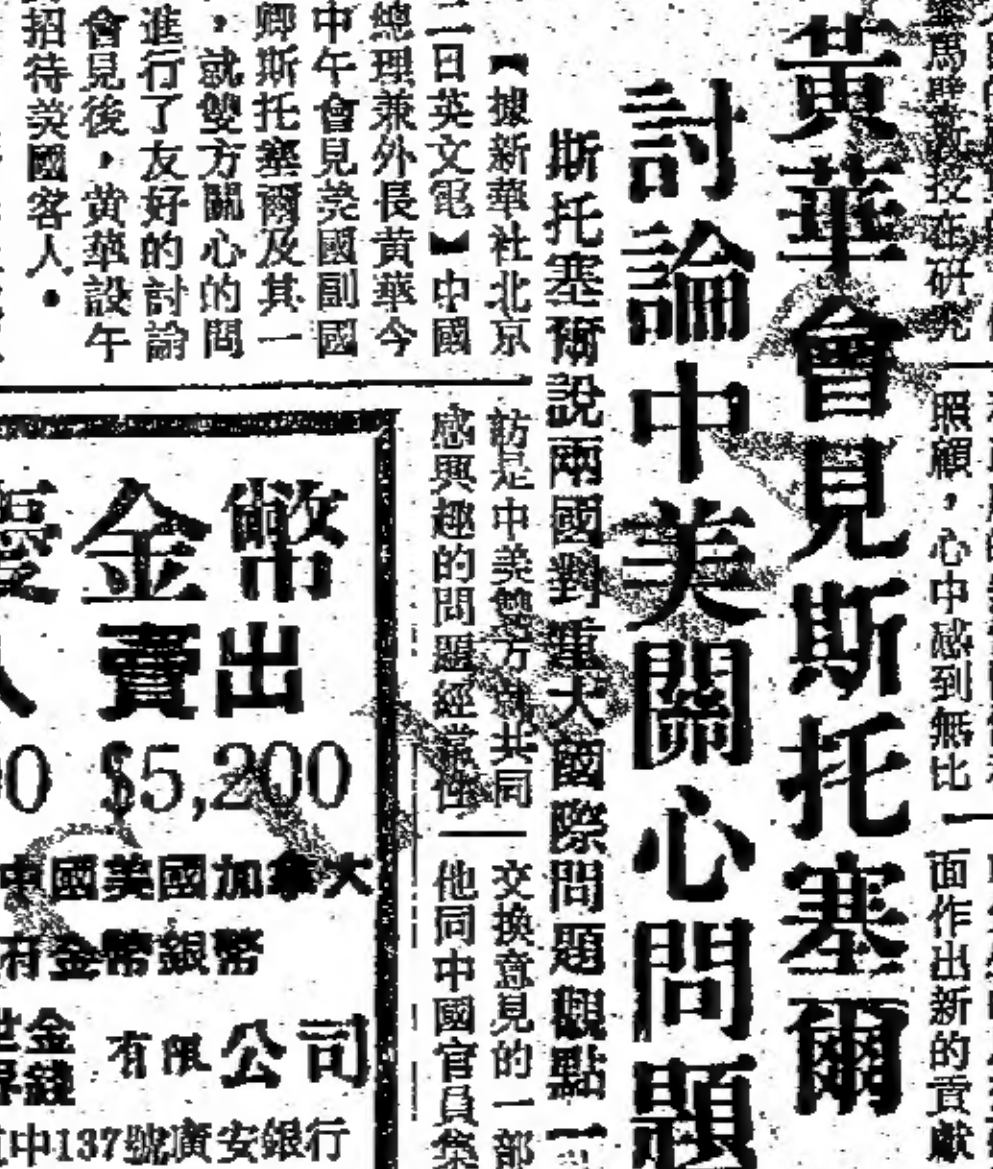 黃華會見斯托塞爾
討論中美關心問題
斯托塞爾說兩國對重大國際問題觀點一
【據新華社北京
二日英文電】中國
總理兼外長黃華今
中午會見美國副國
卿斯托塞爾及其一
，就雙方關心的問
進行了友好的討論
會見後，黃華設午
招待美國客人。
訪是中美雙方就共同
感興趣的問題經常性
交換意見的一部
他同中國官員
教授在研究
照顧，心中感到無比
面作出新的貢獻
金幣
賣出
$5,200
中國美國加拿大
府金幣銀幣
金錢有限公司
中137號廣安銀行